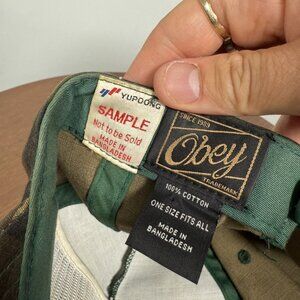 YUPOONG
SAMPLE
Not to be Sold
MADE IN
BANGLADESH
SINCE 1989
Obey
TRADEMARK
100% COTTON
ONE SIZE FITS ALL
MADE IN
BANGLADESH